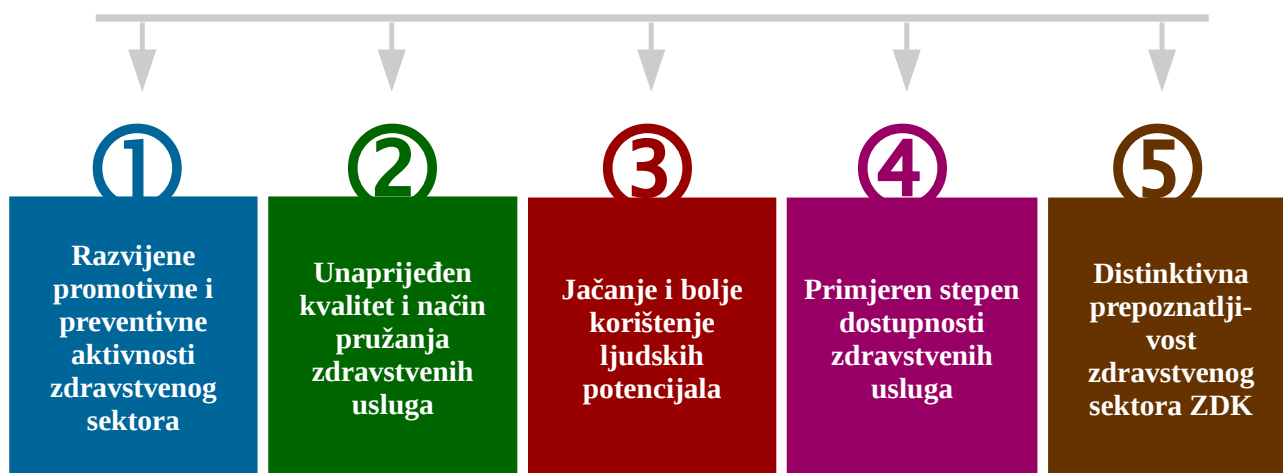 1
Razvijene
promotivne i
preventivne
aktivnosti
zdravstvenog
sektora
2
Unaprijeđen
kvalitet i način
pružanja
zdravstvenih
usluga
3
Jačanje i bolje
korištenje
ljudskih
potencijala
4
Primjeren stepen
dostupnosti
zdravstvenih
usluga
5
Distinktivna
prepoznatlji-
vost
zdravstvenog
sektora ZDK